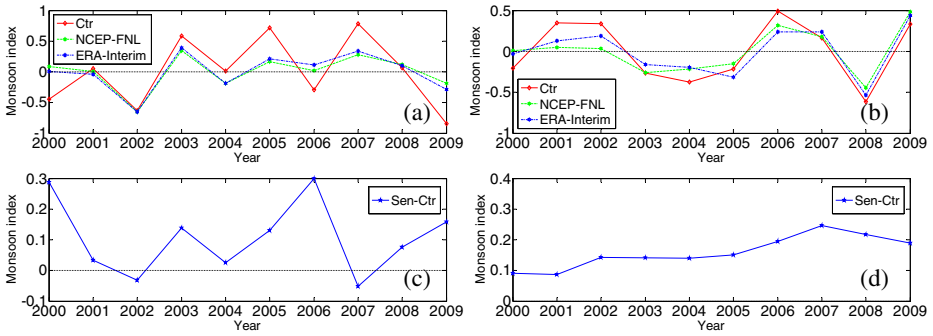 1
0.5
0
-0.5
-1
Monsoon index
Ctr
NCEP-FNL
ERA-Interim
(a)
2000 2001 2002 2003 2004 2005 2006 2007 2008 2009
Year
0.5
0
-0.5
-1
Monsoon index
Ctr
NCEP-FNL
ERA-Interim
(b)
2000 2001 2002 2003 2004 2005 2006 2007 2008 2009
Year
0.3
0.2
0.1
0
-0.1
Monsoon index
Sen-Ctr
(c)
2000 2001 2002 2003 2004 2005 2006 2007 2008 2009
Year
0.4
0.3
0.2
0.1
0
Monsoon index
Sen-Ctr
(d)
2000 2001 2002 2003 2004 2005 2006 2007 2008 2009
Year